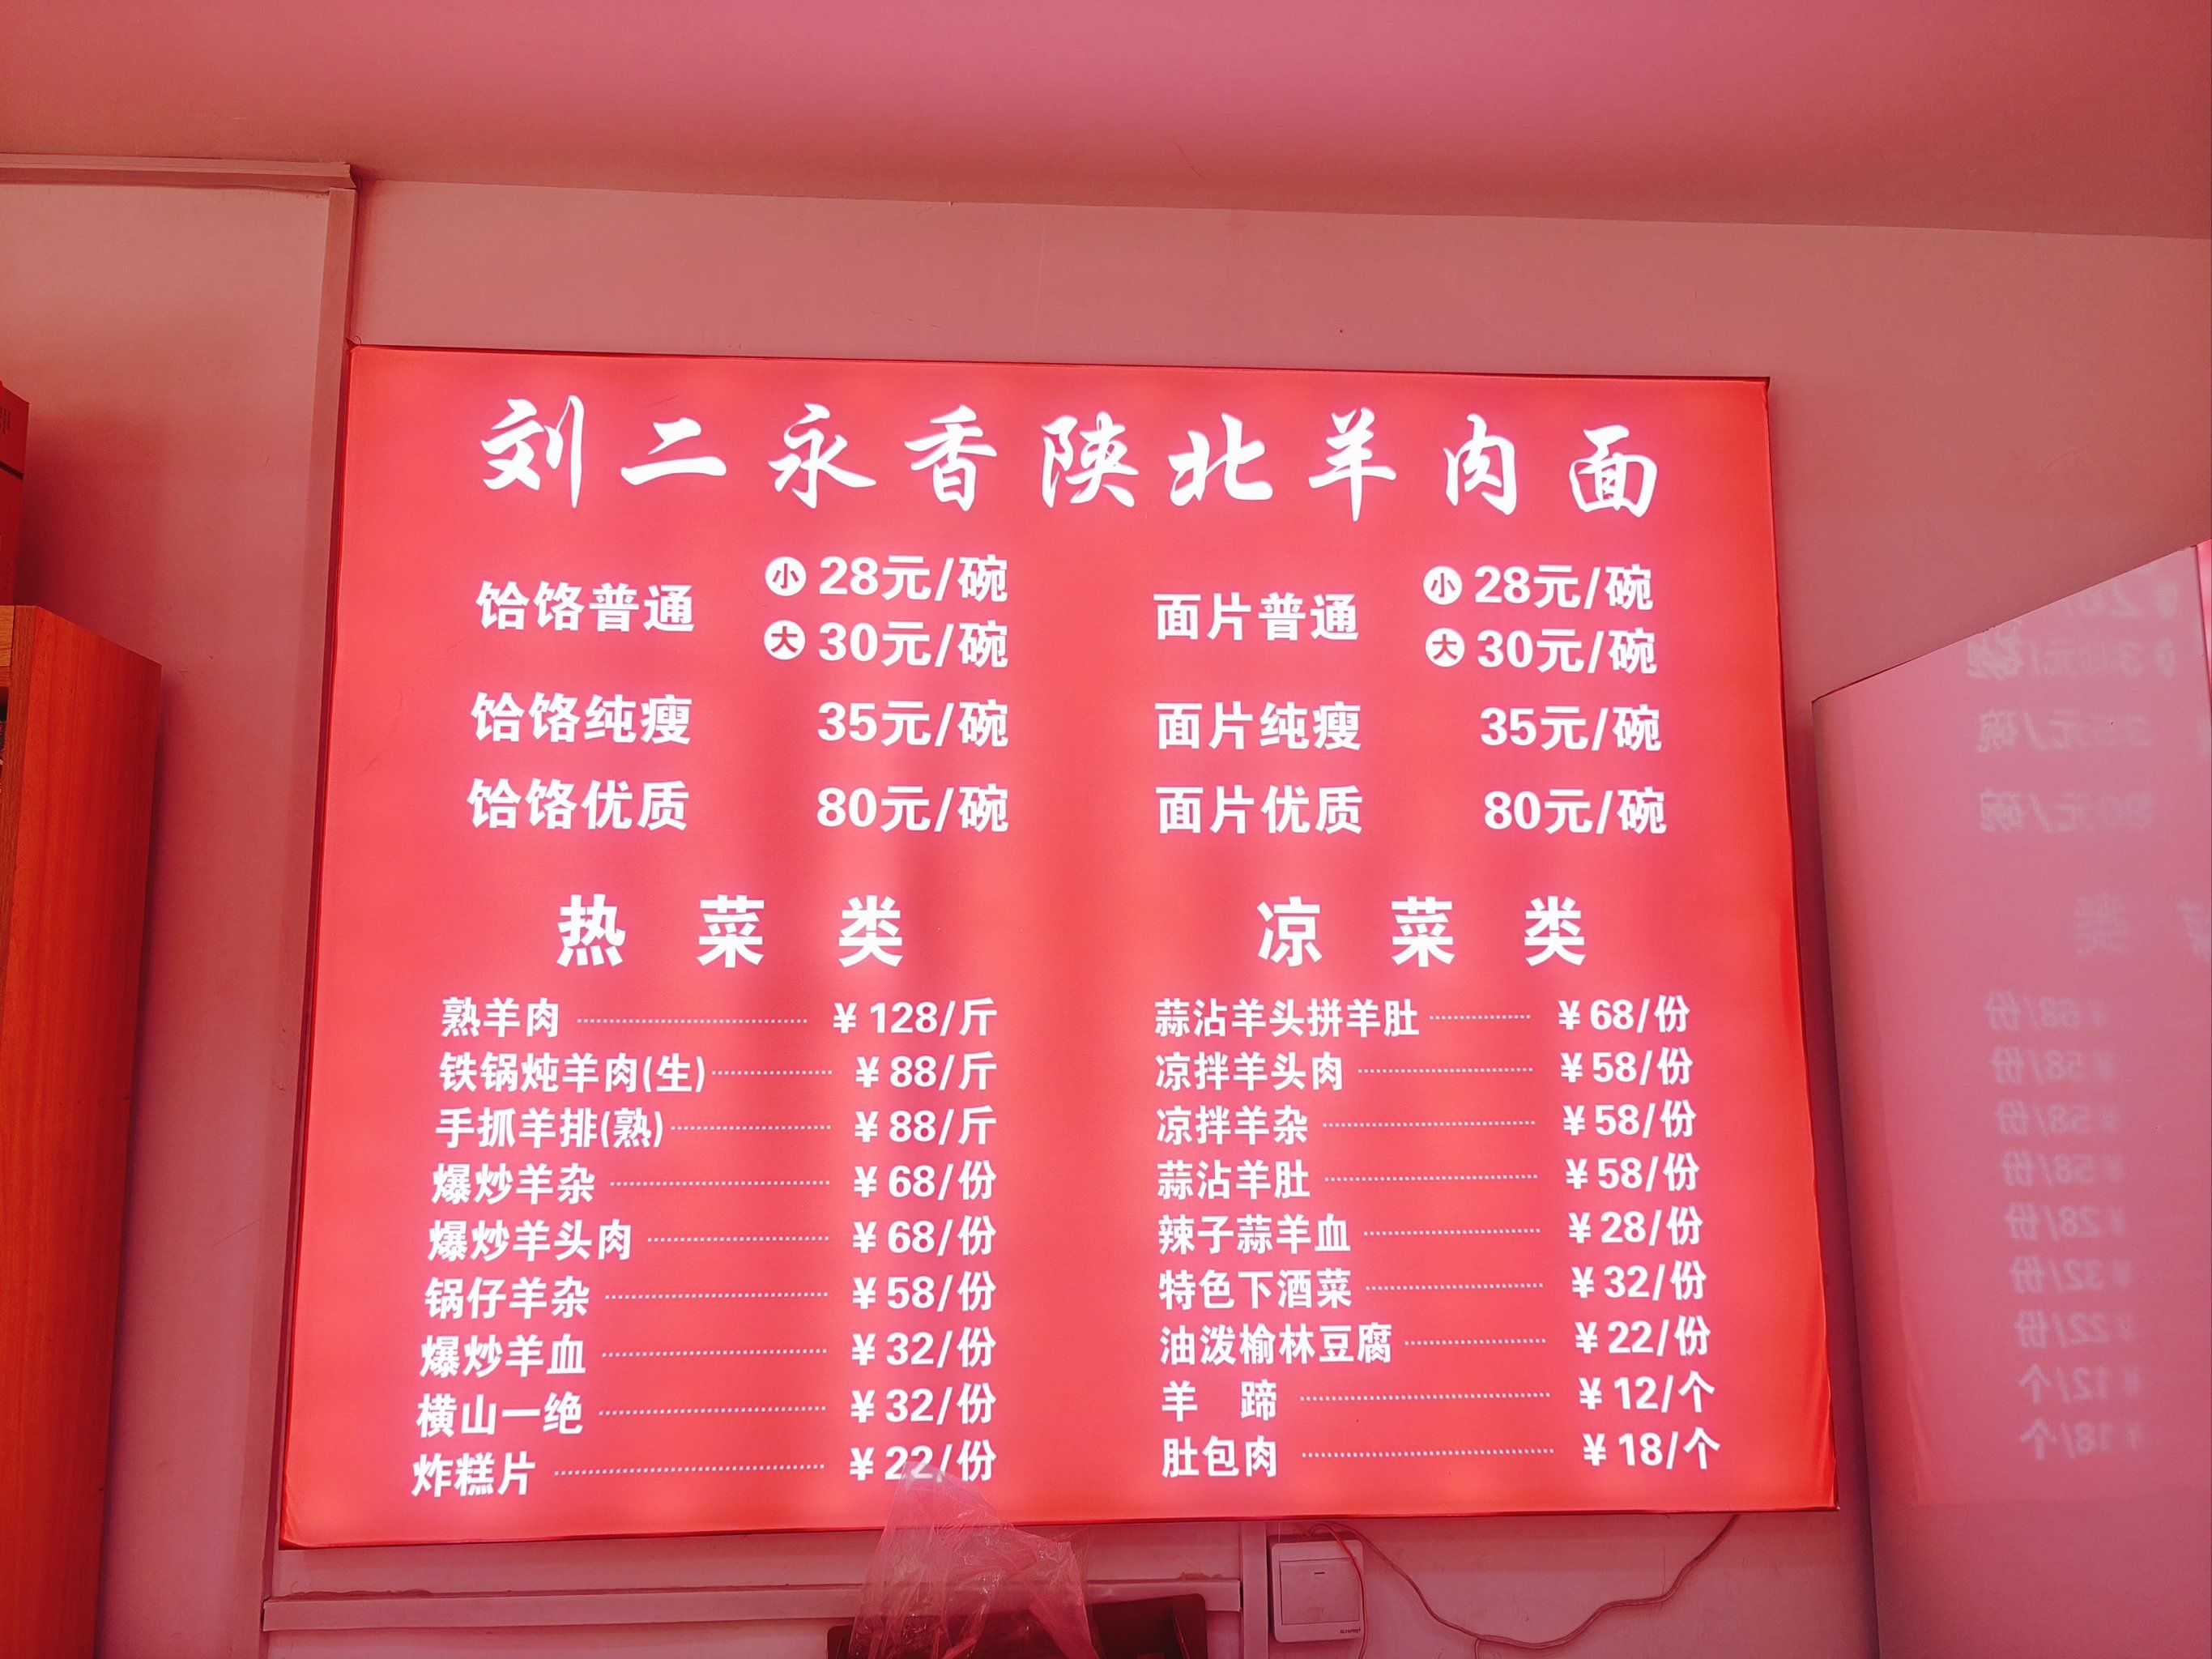 刘二永香陕北羊肉面
饸饹普通 小 28元/碗
大 30元/碗
饸饹纯瘦 35元/碗
饸饹优质 80元/碗
面片普通 小 28元/碗
大 30元/碗
面片纯瘦 35元/碗
面片优质 80元/碗
热菜类
熟羊肉 ¥128/斤
铁锅炖羊肉(生) ¥88/斤
手抓羊排(熟) ¥88/斤
爆炒羊杂 ¥68/份
爆炒羊头肉 ¥68/份
锅仔羊杂 ¥58/份
爆炒羊血 ¥32/份
横山一绝 ¥32/份
炸糕片 ¥22/份
凉菜类
蒜沾羊头拼羊肚 ¥68/份
凉拌羊头肉 ¥58/份
凉拌羊杂 ¥58/份
蒜沾羊肚 ¥58/份
辣子蒜羊血 ¥28/份
特色下酒菜 ¥32/份
油泼榆林豆腐 ¥22/份
羊蹄 ¥12/个
肚包肉 ¥18/个